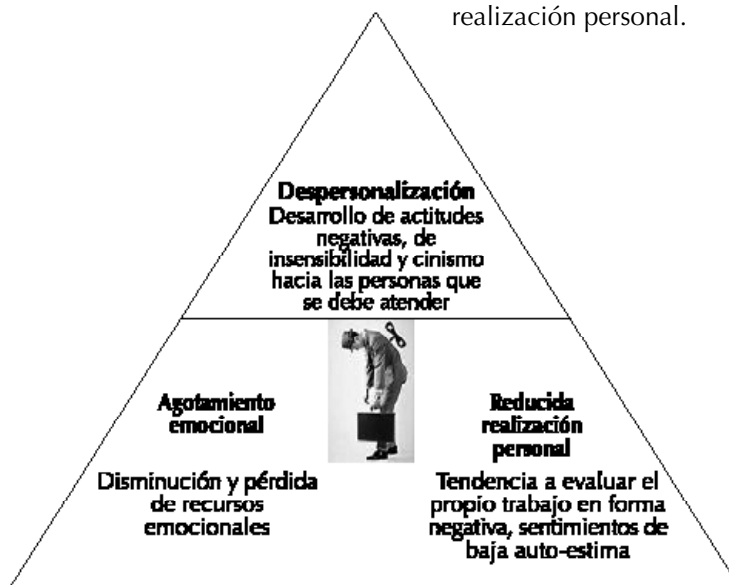 realización personal.
Despersonalización
Desarrollo de actitudes
negativas, de
insensibilidad y cinismo
hacia las personas que
se debe atender
Agotamiento
emocional
Disminución y pérdida
de recursos
emocionales
Reducida
realización
personal
Tendencia a evaluar el
propio trabajo en forma
negativa, sentimientos de
baja auto-estima